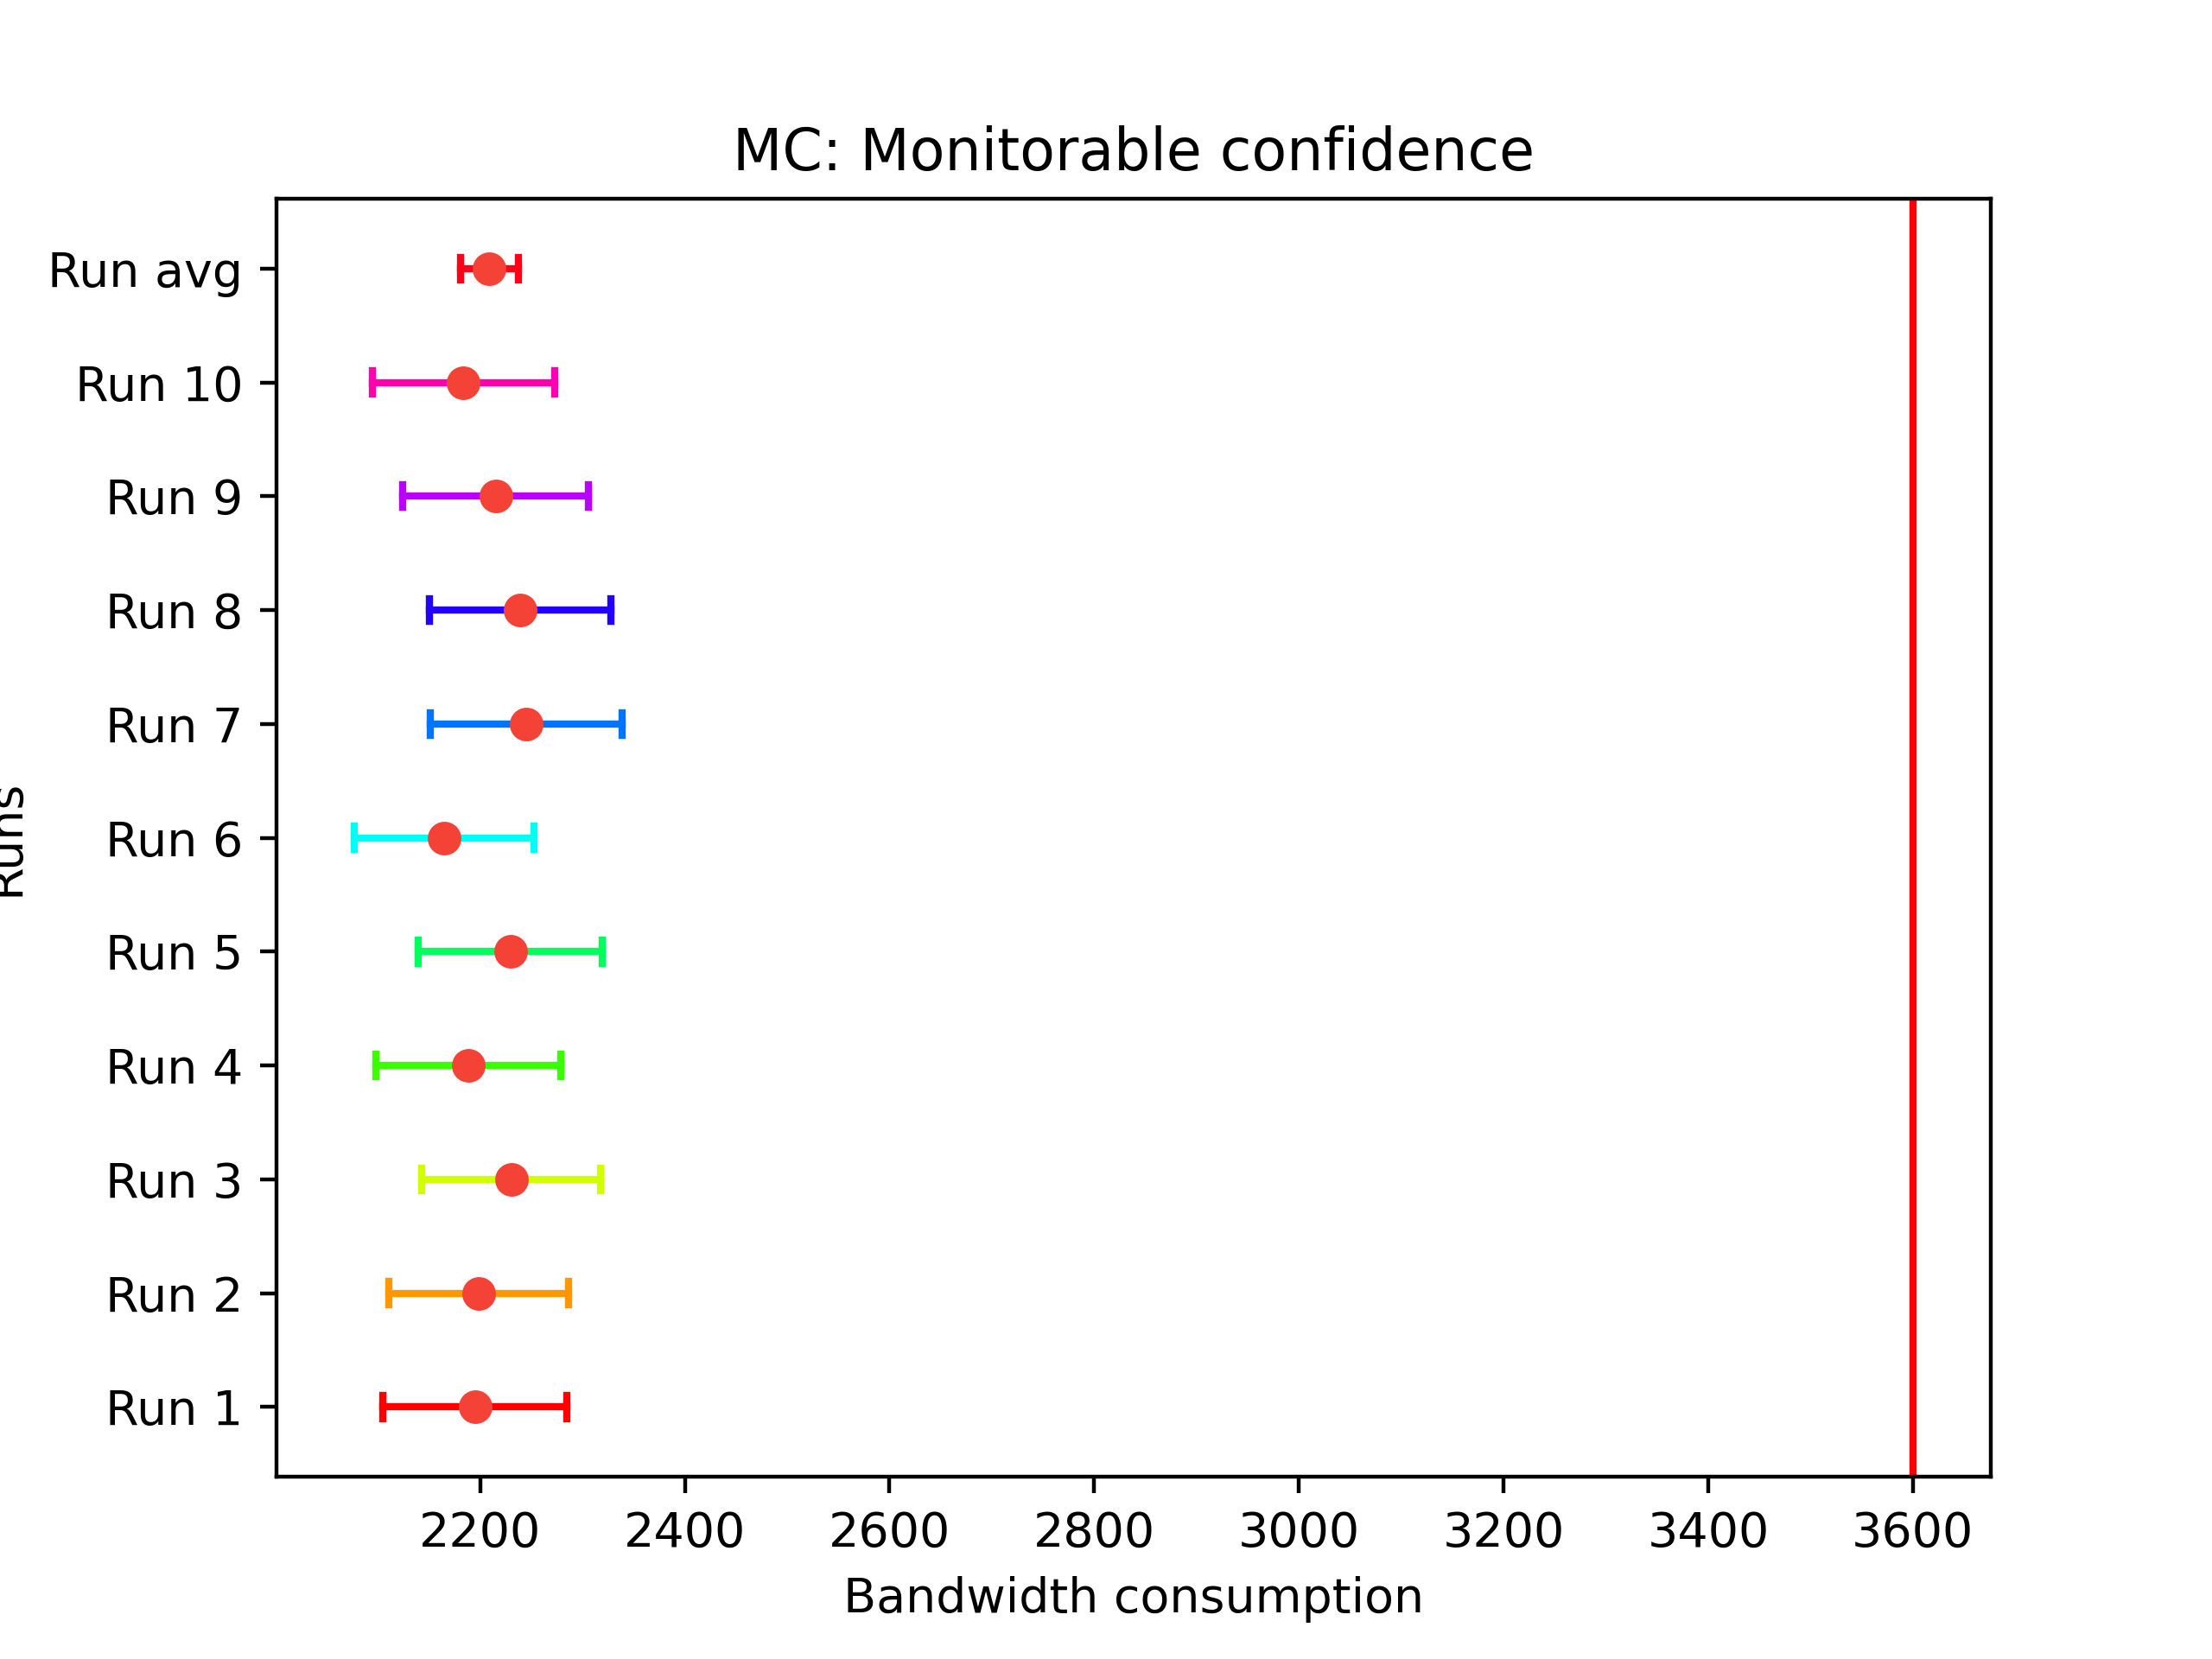 MC: Monitorable confidence
Run avg
Run 10
Run 9
Run 8
Run 7
Run 6
Run 5
Run 4
Run 3
Run 2
Run 1
Runs
2200 2400 2600 2800 3000 3200 3400 3600
Bandwidth consumption